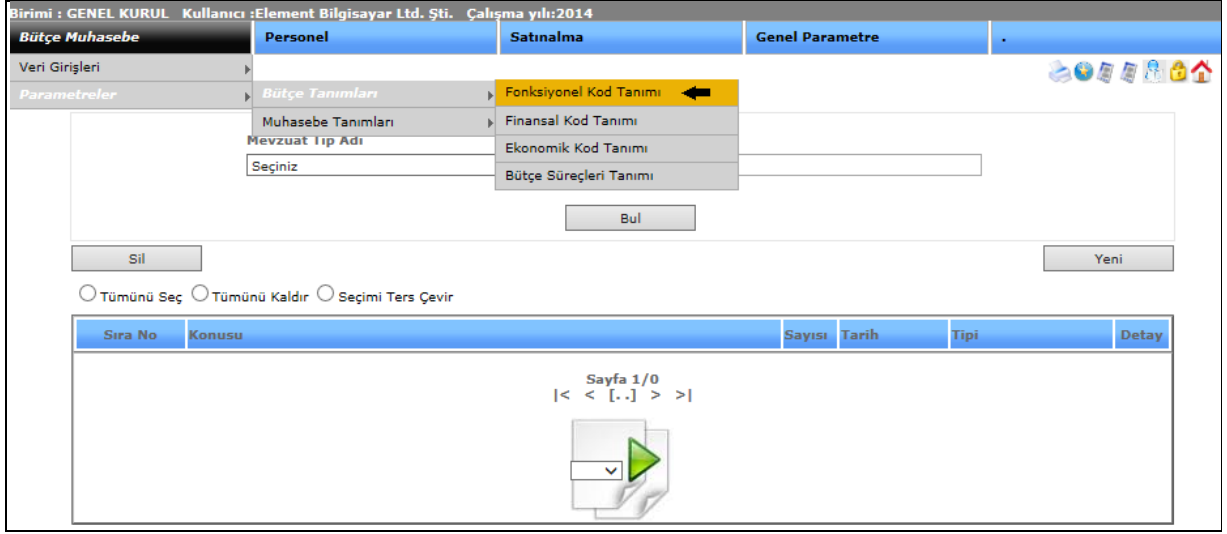 Birimi : GENEL KURUL Kullanıcı :Element Bilgisayar Ltd. Şti. Çalışma yılı:2014
Bütçe Muhasebe Personel Satınalma Genel Parametre .
Veri Girişleri
Parametreler Bütçe Tanımları Fonksiyonel Kod Tanımı
Muhasebe Tanımları Finansal Kod Tanımı
Mevzuat Tip Adı
Ekonomik Kod Tanımı
Seçiniz
Bütçe Süreçleri Tanımı
Bul
Sil Yeni
Tümünü Seç Tümünü Kaldır Seçimi Ters Çevir
Sıra No Konusu Sayısı Tarih Tipi Detay
Sayfa 1/0
|< < [..] > >|